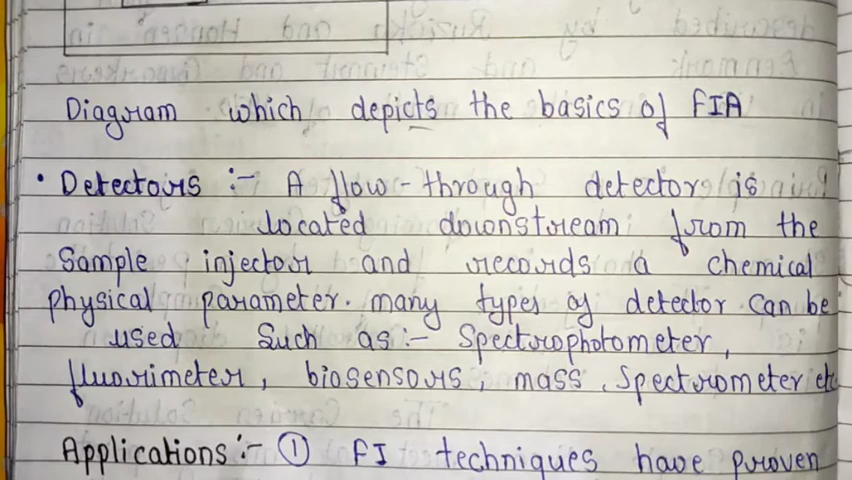 Diagram which depicts the basics of FIA
• Detectors :- A flow-through detector is
located downstream from the
Sample injector and records a chemical
physical parameter. many types of detector can be
used Such as :- Spectrophotometer,
fluorimeter, biosensors, mass, Spectrometer etc
Applications :- ① FI techniques have proven